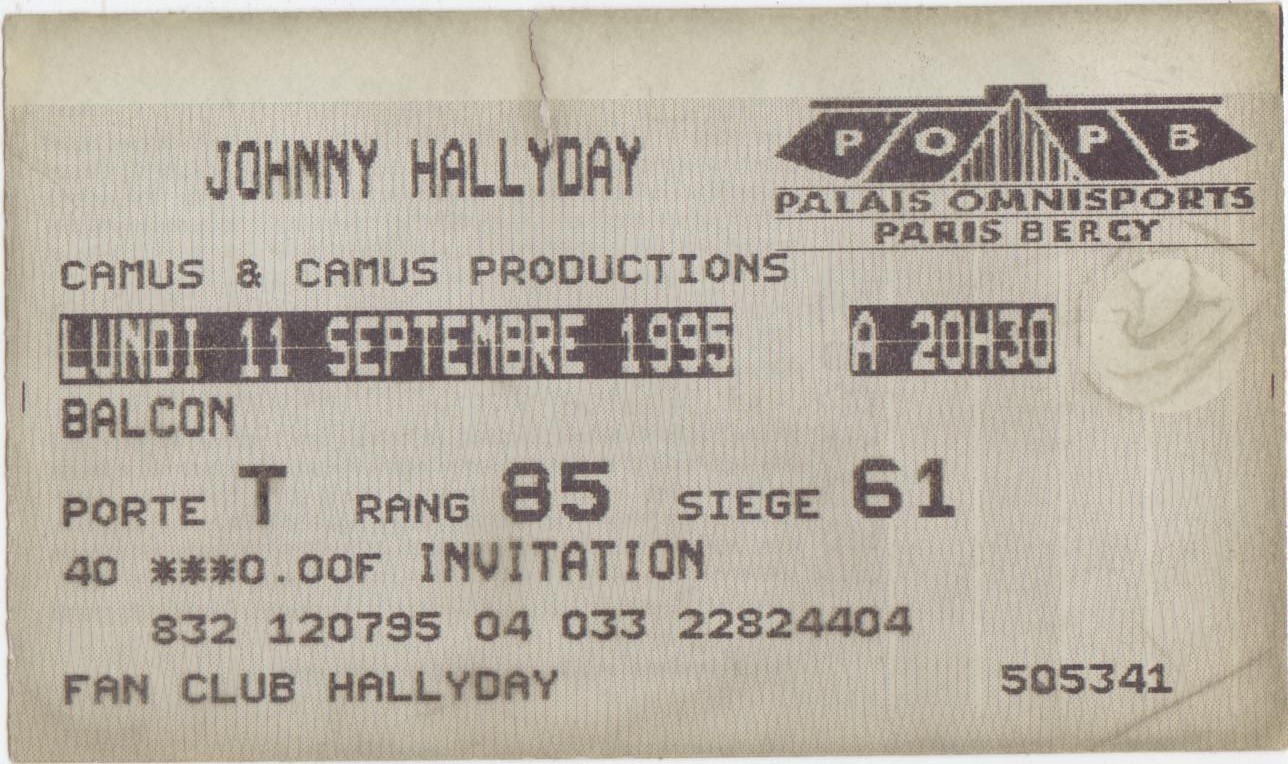 JOHNNY HALLYDAY
P O P B
PALAIS OMNISPORTS
PARIS BERCY
CAMUS & CAMUS PRODUCTIONS
LUNDI 11 SEPTEMBRE 1995 A 20H30
BALCON
PORTE T RANG 85 SIEGE 61
40 ***0.00F INVITATION
832 120795 04 033 22824404
FAN CLUB HALLYDAY 505341